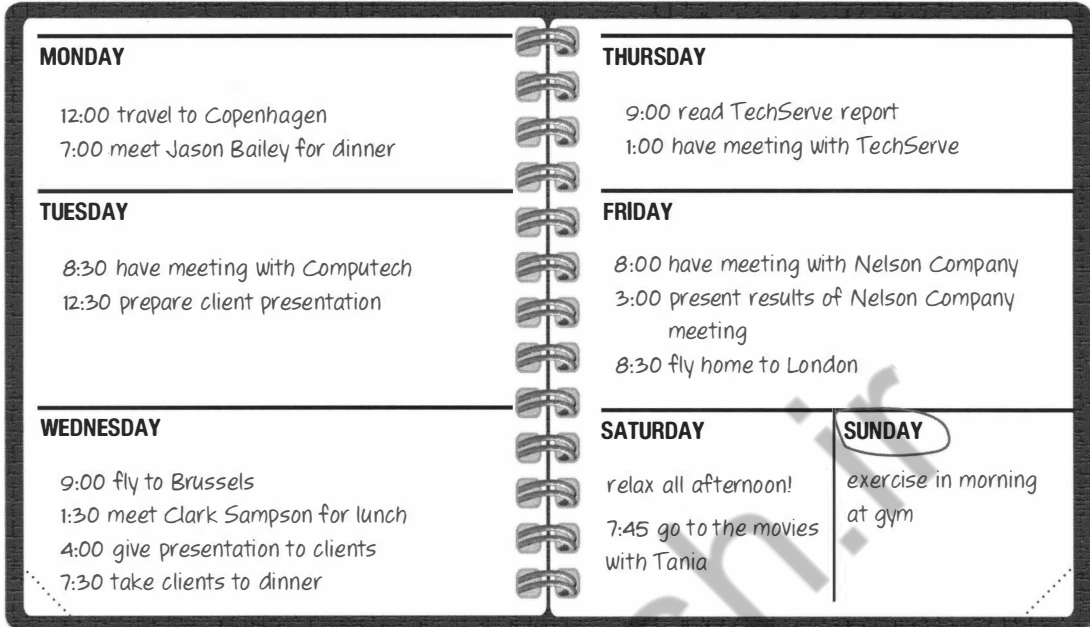 MONDAY
12:00 travel to Copenhagen
7:00 meet Jason Bailey for dinner
TUESDAY
8:30 have meeting with Computech
12:30 prepare client presentation
WEDNESDAY
9:00 fly to Brussels
1:30 meet Clark Sampson for lunch
4:00 give presentation to clients
7:30 take clients to dinner
THURSDAY
9:00 read TechServe report
1:00 have meeting with TechServe
FRIDAY
8:00 have meeting with Nelson Company
3:00 present results of Nelson Company
meeting
8:30 fly home to London
SATURDAY
relax all afternoon!
7:45 go to the movies
with Tania
SUNDAY
exercise in morning
at gym